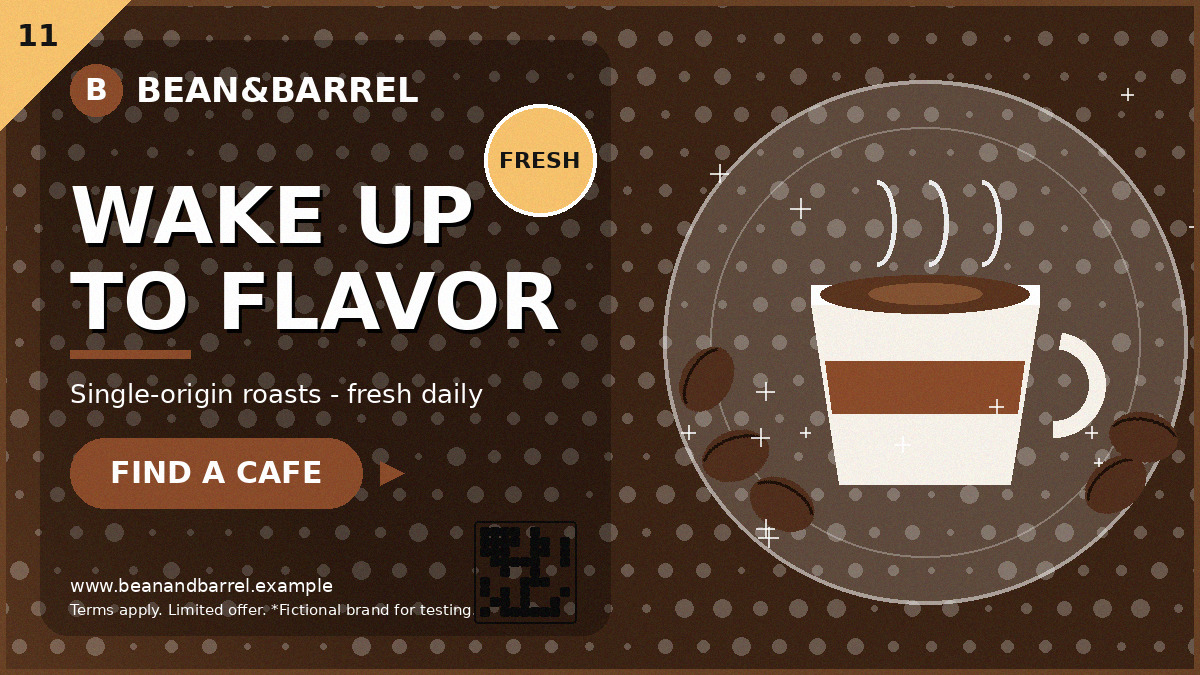 11
B BEAN&BARREL
FRESH
WAKE UP
TO FLAVOR
Single-origin roasts - fresh daily
FIND A CAFE
www.beanandbarrel.example
Terms apply. Limited offer. *Fictional brand for testing.